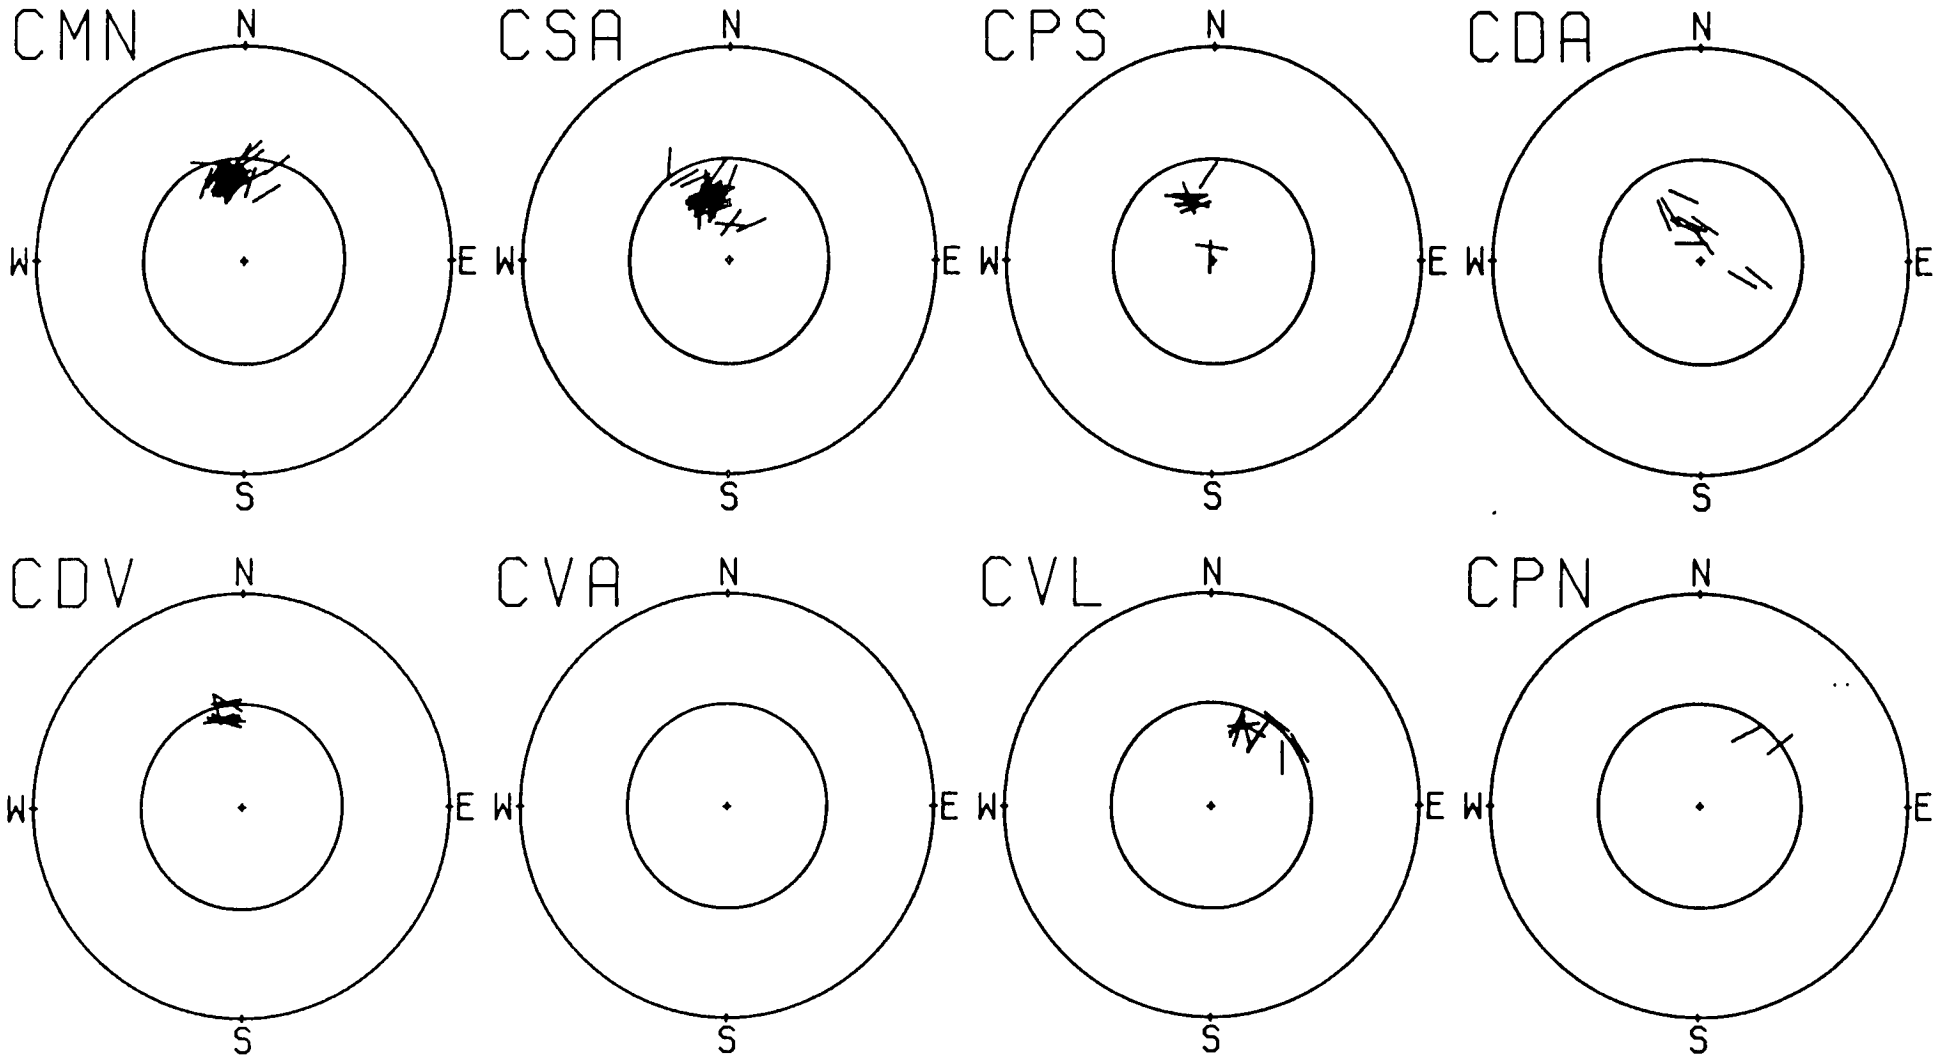 CMN N CSA N CPS N CDA N
W E W E W E W E
S S S S
CDV N CVA N CVL N CPN N
W E W E W E W E
S S S S